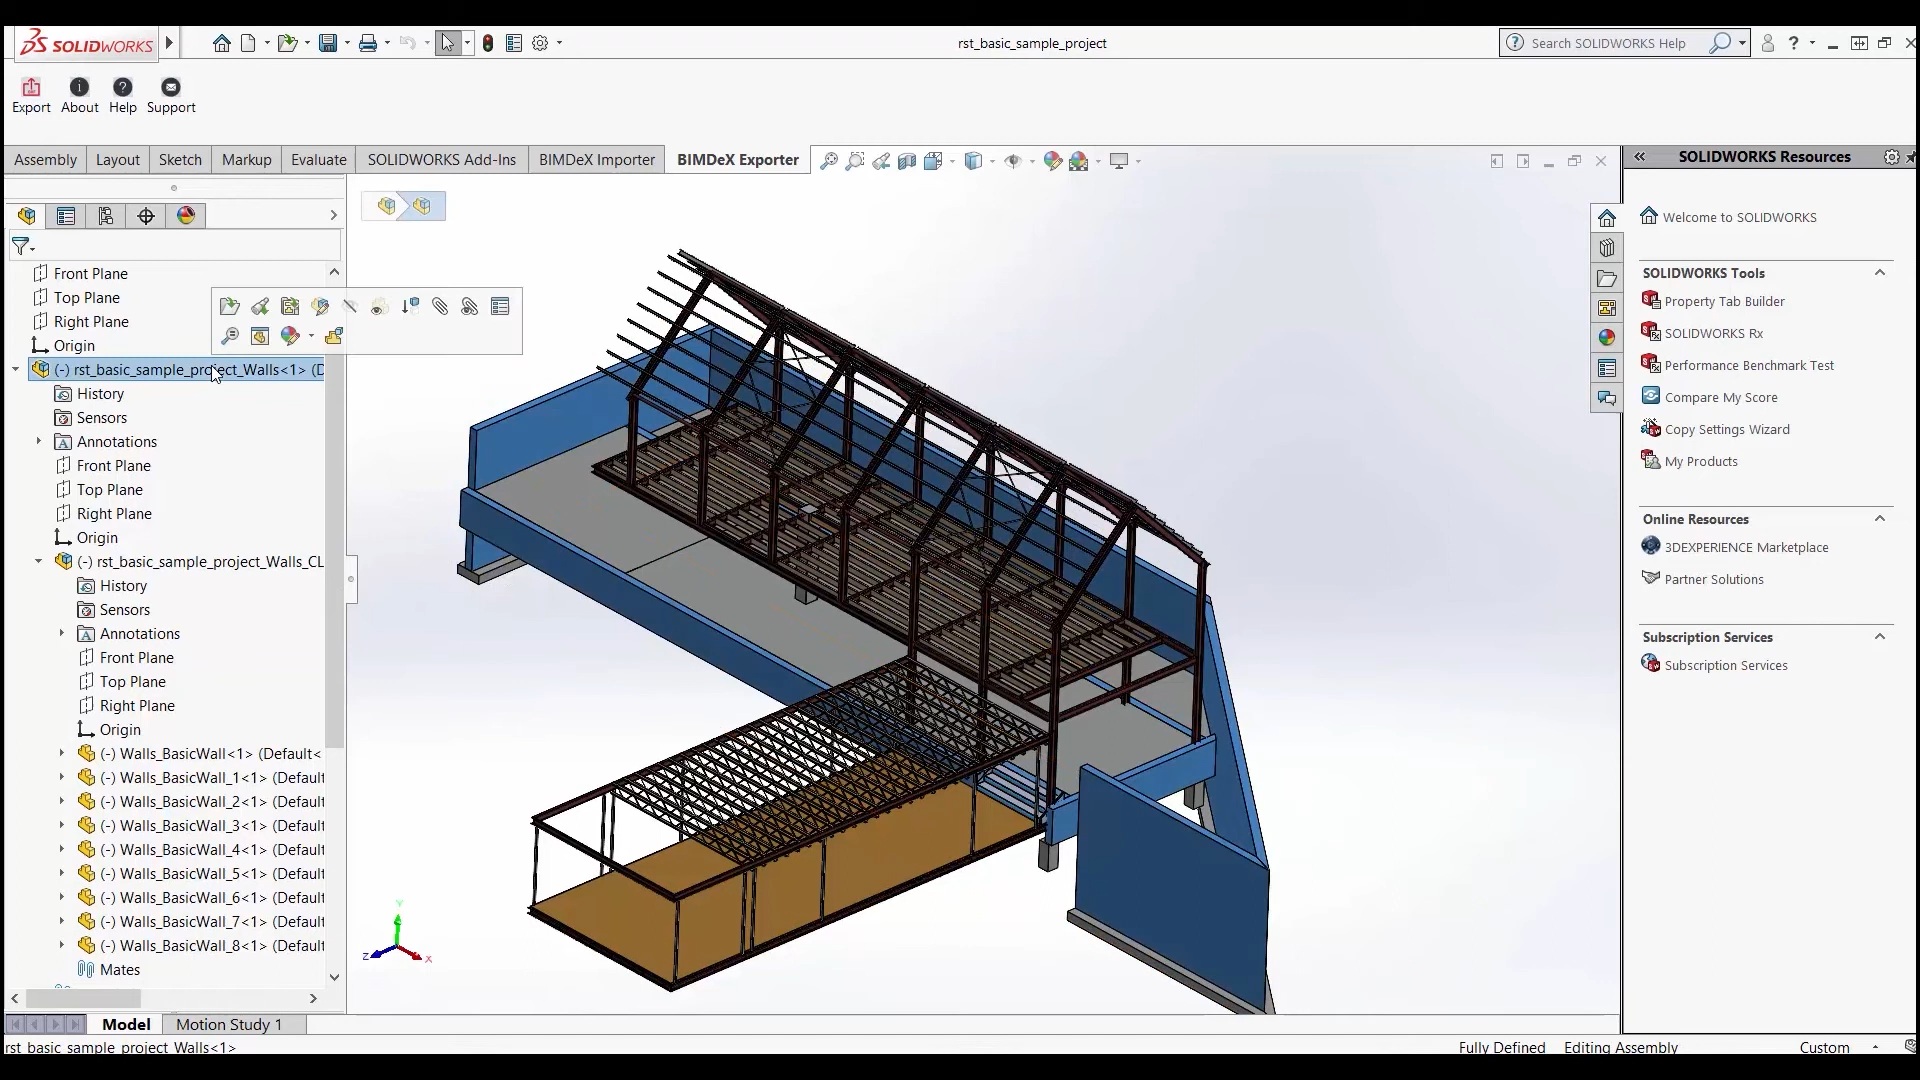 SOLIDWORKS
rst_basic_sample_project
Search SOLIDWORKS Help
?
Export About Help Support
Assembly Layout Sketch Markup Evaluate SOLIDWORKS Add-Ins BIMDeX Importer BIMDeX Exporter
SOLIDWORKS Resources
Front Plane
Top Plane
Right Plane
Origin
(-) rst_basic_sample_project_Walls<1> (D
History
Sensors
Annotations
Front Plane
Top Plane
Right Plane
Origin
(-) rst_basic_sample_project_Walls_CL
History
Sensors
Annotations
Front Plane
Top Plane
Right Plane
Origin
(-) Walls_BasicWall<1> (Default<
(-) Walls_BasicWall_1<1> (Default
(-) Walls_BasicWall_2<1> (Default
(-) Walls_BasicWall_3<1> (Default
(-) Walls_BasicWall_4<1> (Default
(-) Walls_BasicWall_5<1> (Default
(-) Walls_BasicWall_6<1> (Default
(-) Walls_BasicWall_7<1> (Default
(-) Walls_BasicWall_8<1> (Default
Mates
Y
Z
X
Welcome to SOLIDWORKS
SOLIDWORKS Tools
Property Tab Builder
SOLIDWORKS Rx
Performance Benchmark Test
Compare My Score
Copy Settings Wizard
My Products
Online Resources
3DEXPERIENCE Marketplace
Partner Solutions
Subscription Services
Subscription Services
Model Motion Study 1
rst_basic_sample_project_Walls<1>
Fully Defined Editing Assembly Custom